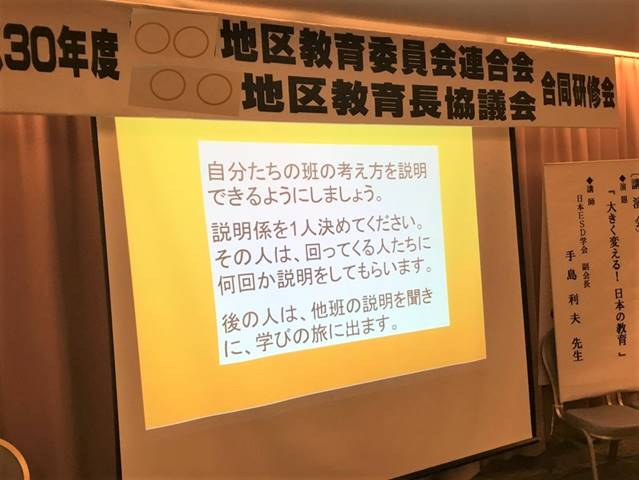 30年度 ○○地区教育委員会連合会
○○地区教育長協議会 合同研修会
自分たちの班の考え方を説明
できるようにしましょう。
説明係を1人決めてください。
その人は、回ってくる人たちに
何回か説明をしてもらいます。
後の人は、他班の説明を聞き
に、学びの旅に出ます。
◆演題
『大きく変える！日本の教育』
◆講師
日本ESD学会 副会長
手島利夫 先生